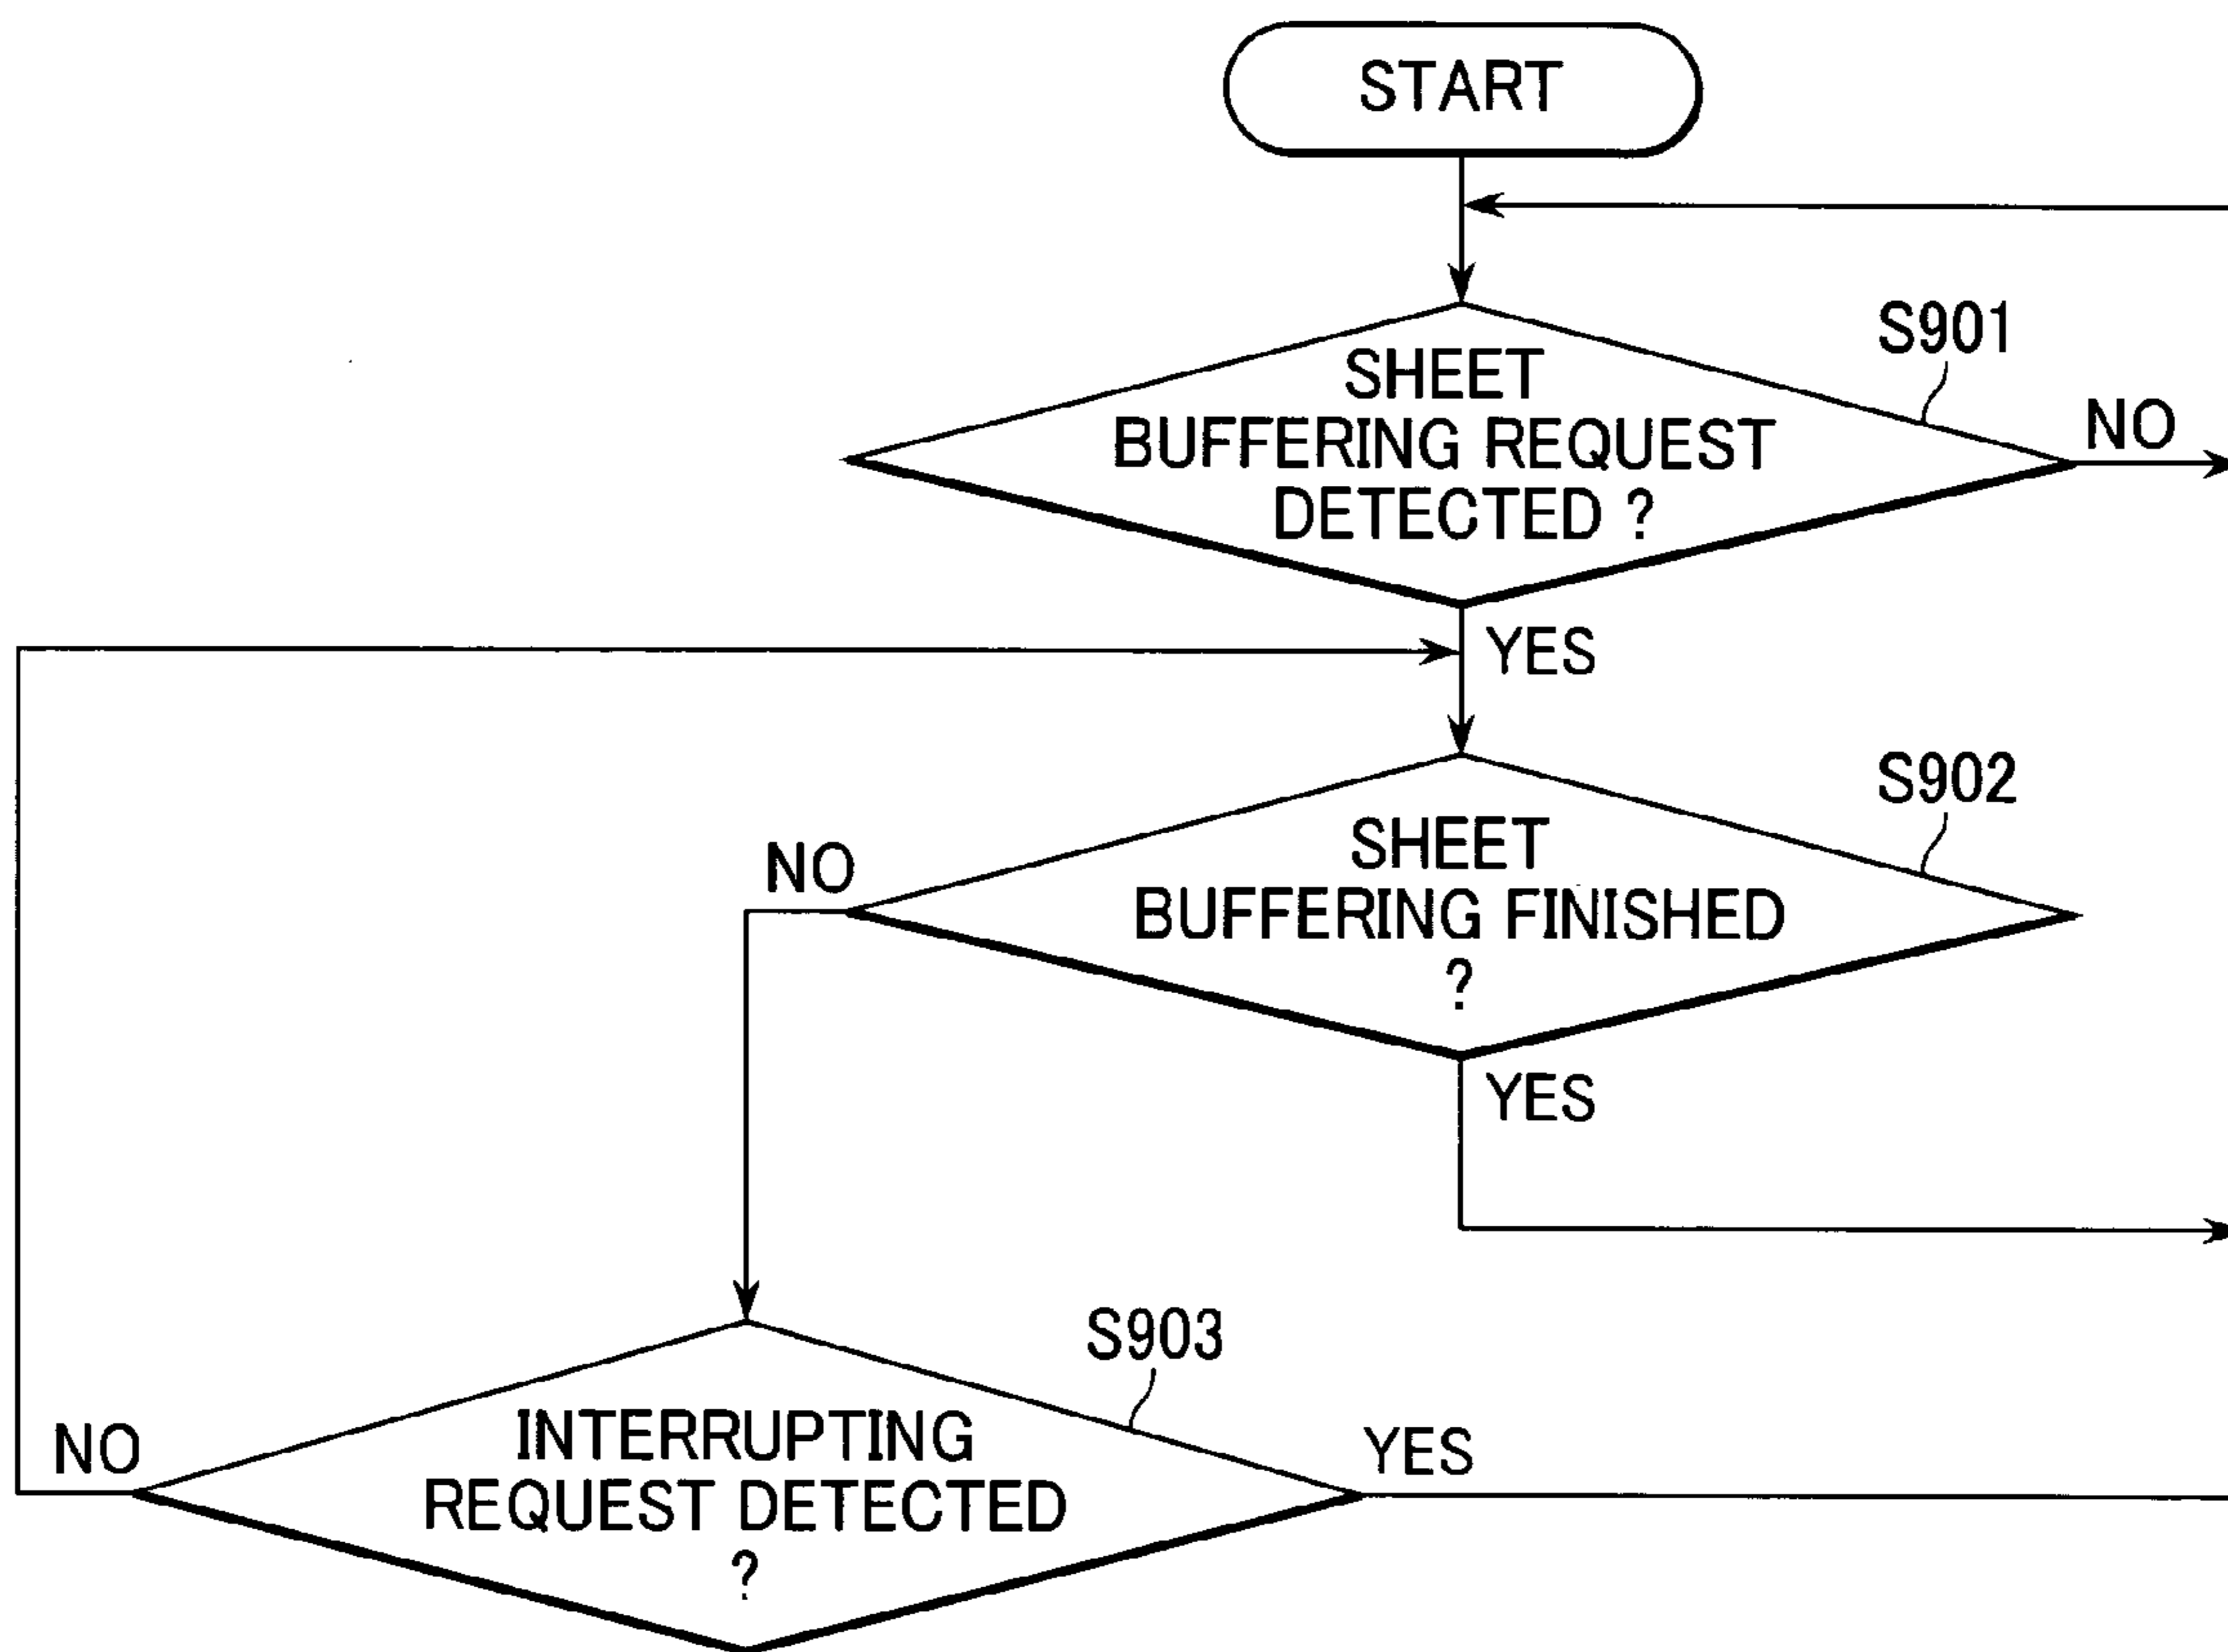 START
S901
SHEET
BUFFERING REQUEST
DETECTED ?
NO
YES
S902
SHEET
BUFFERING FINISHED
?
NO
YES
S903
INTERRUPTING
REQUEST DETECTED
?
NO
YES